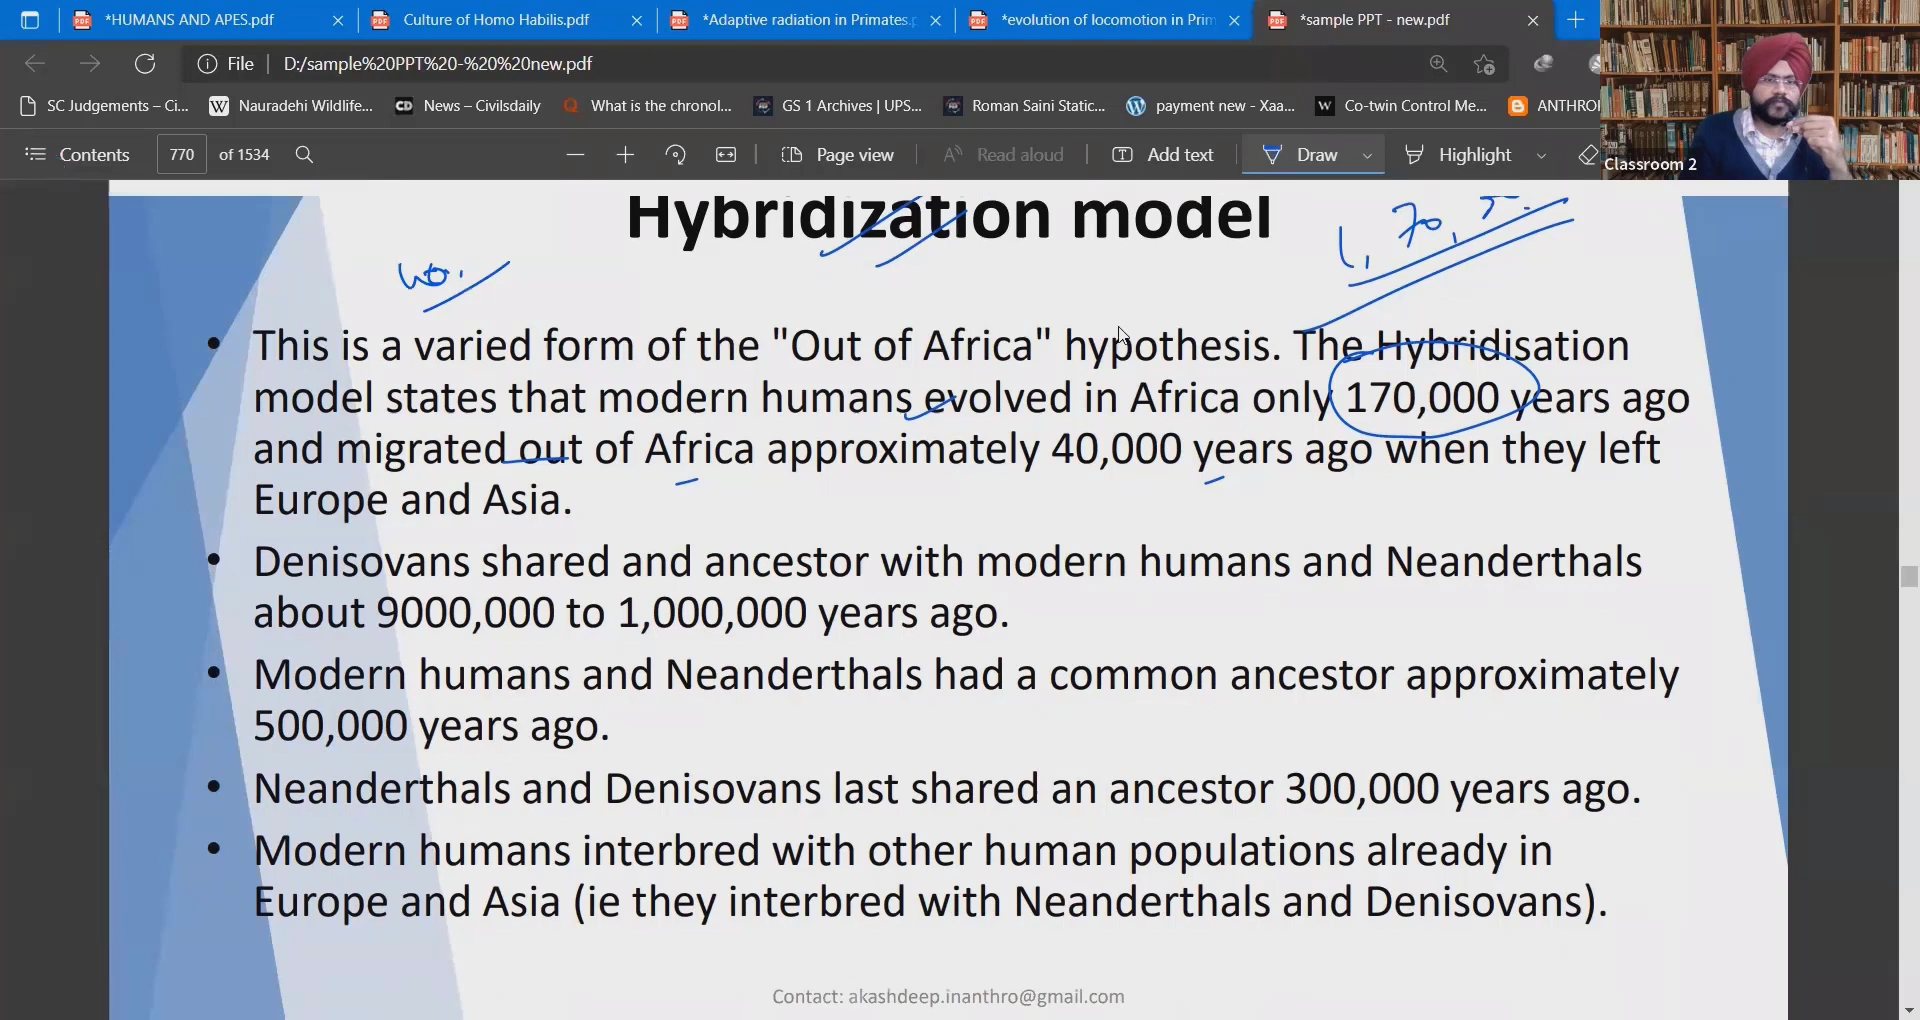 *HUMANS AND APES.pdf
Culture of Homo Habilis.pdf
*Adaptive radiation in Primates.p
*evolution of locomotion in Prim
*sample PPT - new.pdf
File D:/sample%20PPT%20-%20%20new.pdf
SC Judgements – Ci...
Nauradehi Wildlife...
News – Civilsdaily
What is the chronol...
GS 1 Archives | UPS...
Roman Saini Static...
payment new - Xaa...
Co-twin Control Me...
ANTHRO
Contents 770 of 1534 Page view Read aloud Add text Draw Highlight
Classroom 2
Hybridization model
1, 70,
• This is a varied form of the "Out of Africa" hypothesis. The Hybridisation
model states that modern humans evolved in Africa only 170,000 years ago
and migrated out of Africa approximately 40,000 years ago when they left
Europe and Asia.
• Denisovans shared and ancestor with modern humans and Neanderthals
about 9000,000 to 1,000,000 years ago.
• Modern humans and Neanderthals had a common ancestor approximately
500,000 years ago.
• Neanderthals and Denisovans last shared an ancestor 300,000 years ago.
• Modern humans interbred with other human populations already in
Europe and Asia (ie they interbred with Neanderthals and Denisovans).
Contact: akashdeep.inanthro@gmail.com